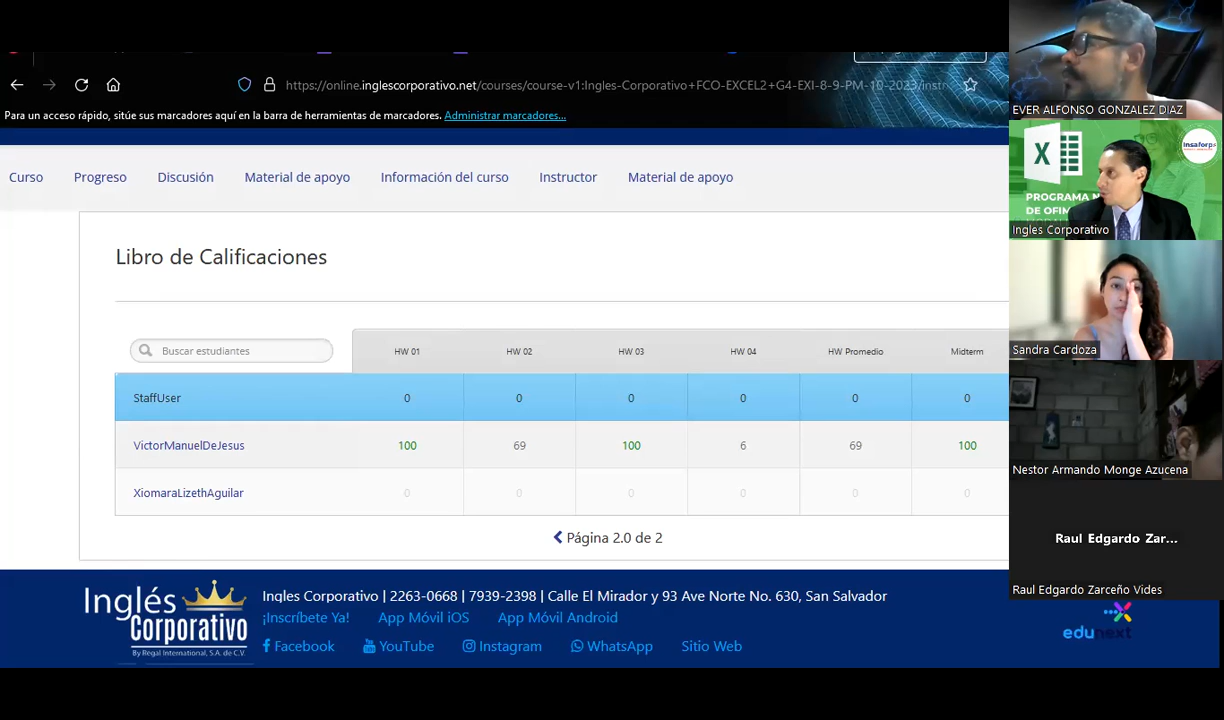 https://online.inglescorporativo.net/courses/course-v1:Ingles-Corporativo+FCO-EXCEL2+G4-EXI-8-9-PM-10-2023/instr
Para un acceso rápido, sitúe sus marcadores aquí en la barra de herramientas de marcadores. Administrar marcadores...
Curso Progreso Discusión Material de apoyo Información del curso Instructor Material de apoyo
Libro de Calificaciones
Buscar estudiantes HW 01 HW 02 HW 03 HW 04 HW Promedio Midterm
StaffUser 0 0 0 0 0 0
VictorManuelDeJesus 100 69 100 6 69 100
XiomaraLizethAguilar 0 0 0 0 0 0
Página 2.0 de 2
Inglés Corporativo
By Regal International, S.A. de C.V.
Ingles Corporativo | 2263-0668 | 7939-2398 | Calle El Mirador y 93 Ave Norte No. 630, San Salvador
¡Inscríbete Ya! App Móvil iOS App Móvil Android
Facebook YouTube Instagram WhatsApp Sitio Web
edunext
EVER ALFONSO GONZALEZ DIAZ
X
insaforp
PROGRAMA
DE
Ingles Corporativo
Sandra Cardoza
Nestor Armando Monge Azucena
Raul Edgardo Zar...
Raul Edgardo Zarceño Vides